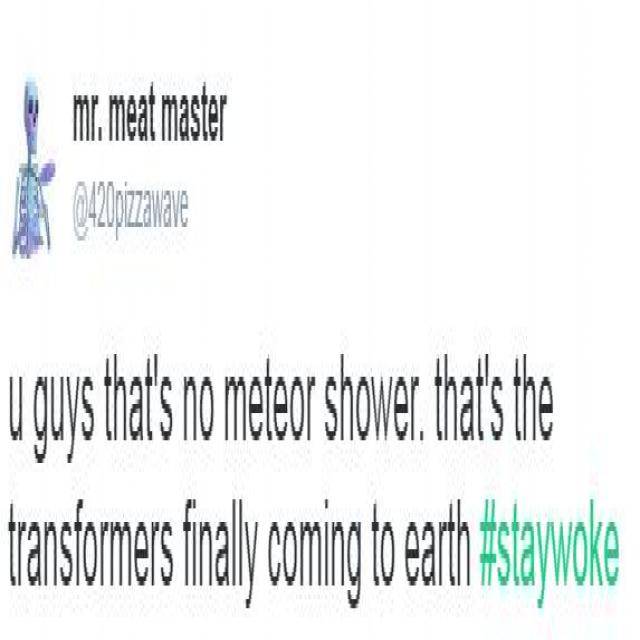 mr. meat master
@420pizzawave
u guys that's no meteor shower. that's the
transformers finally coming to earth #staywoke